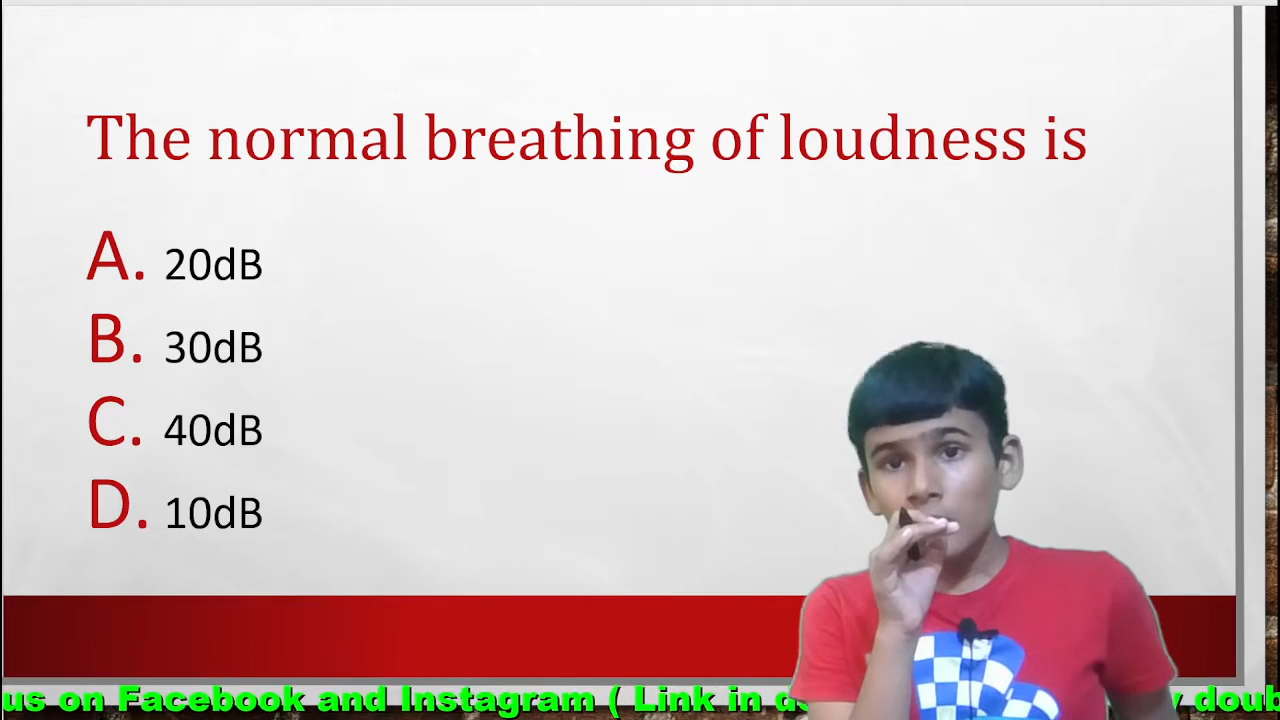 The normal breathing of loudness is
A. 20dB
B. 30dB
C. 40dB
D. 10dB
us on Facebook and Instagram ( Link in